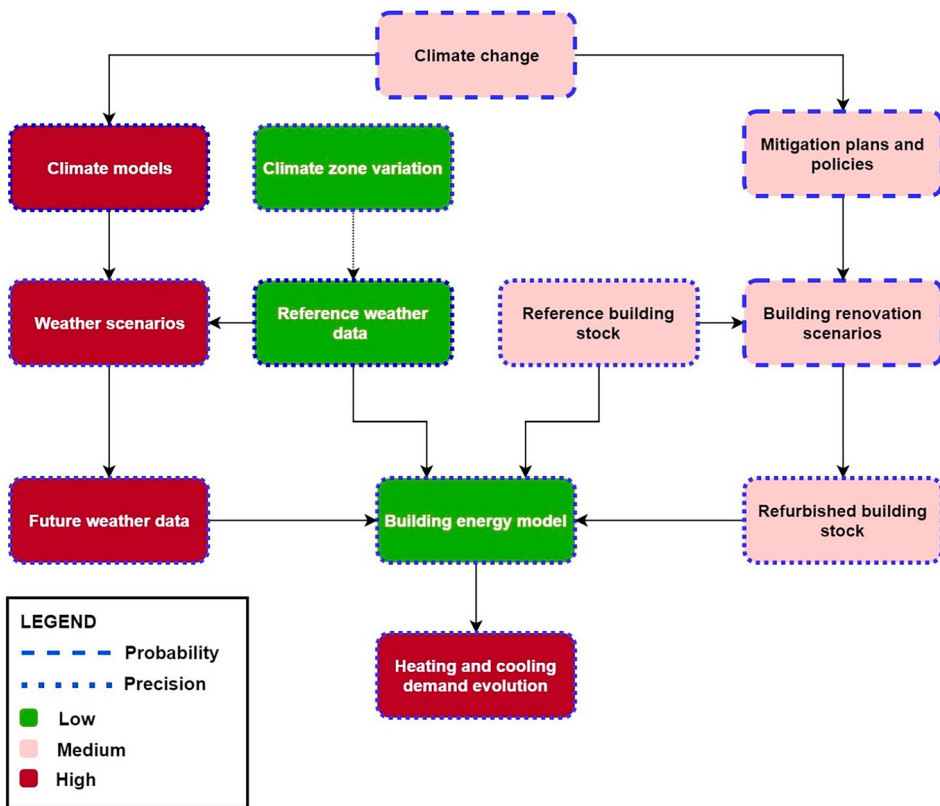 Climate change
Climate models
Climate zone variation
Mitigation plans and
policies
Weather scenarios
Reference weather
data
Reference building
stock
Building renovation
scenarios
Future weather data
Building energy model
Refurbished building
stock
Heating and cooling
demand evolution
LEGEND
Probability
Precision
Low
Medium
High